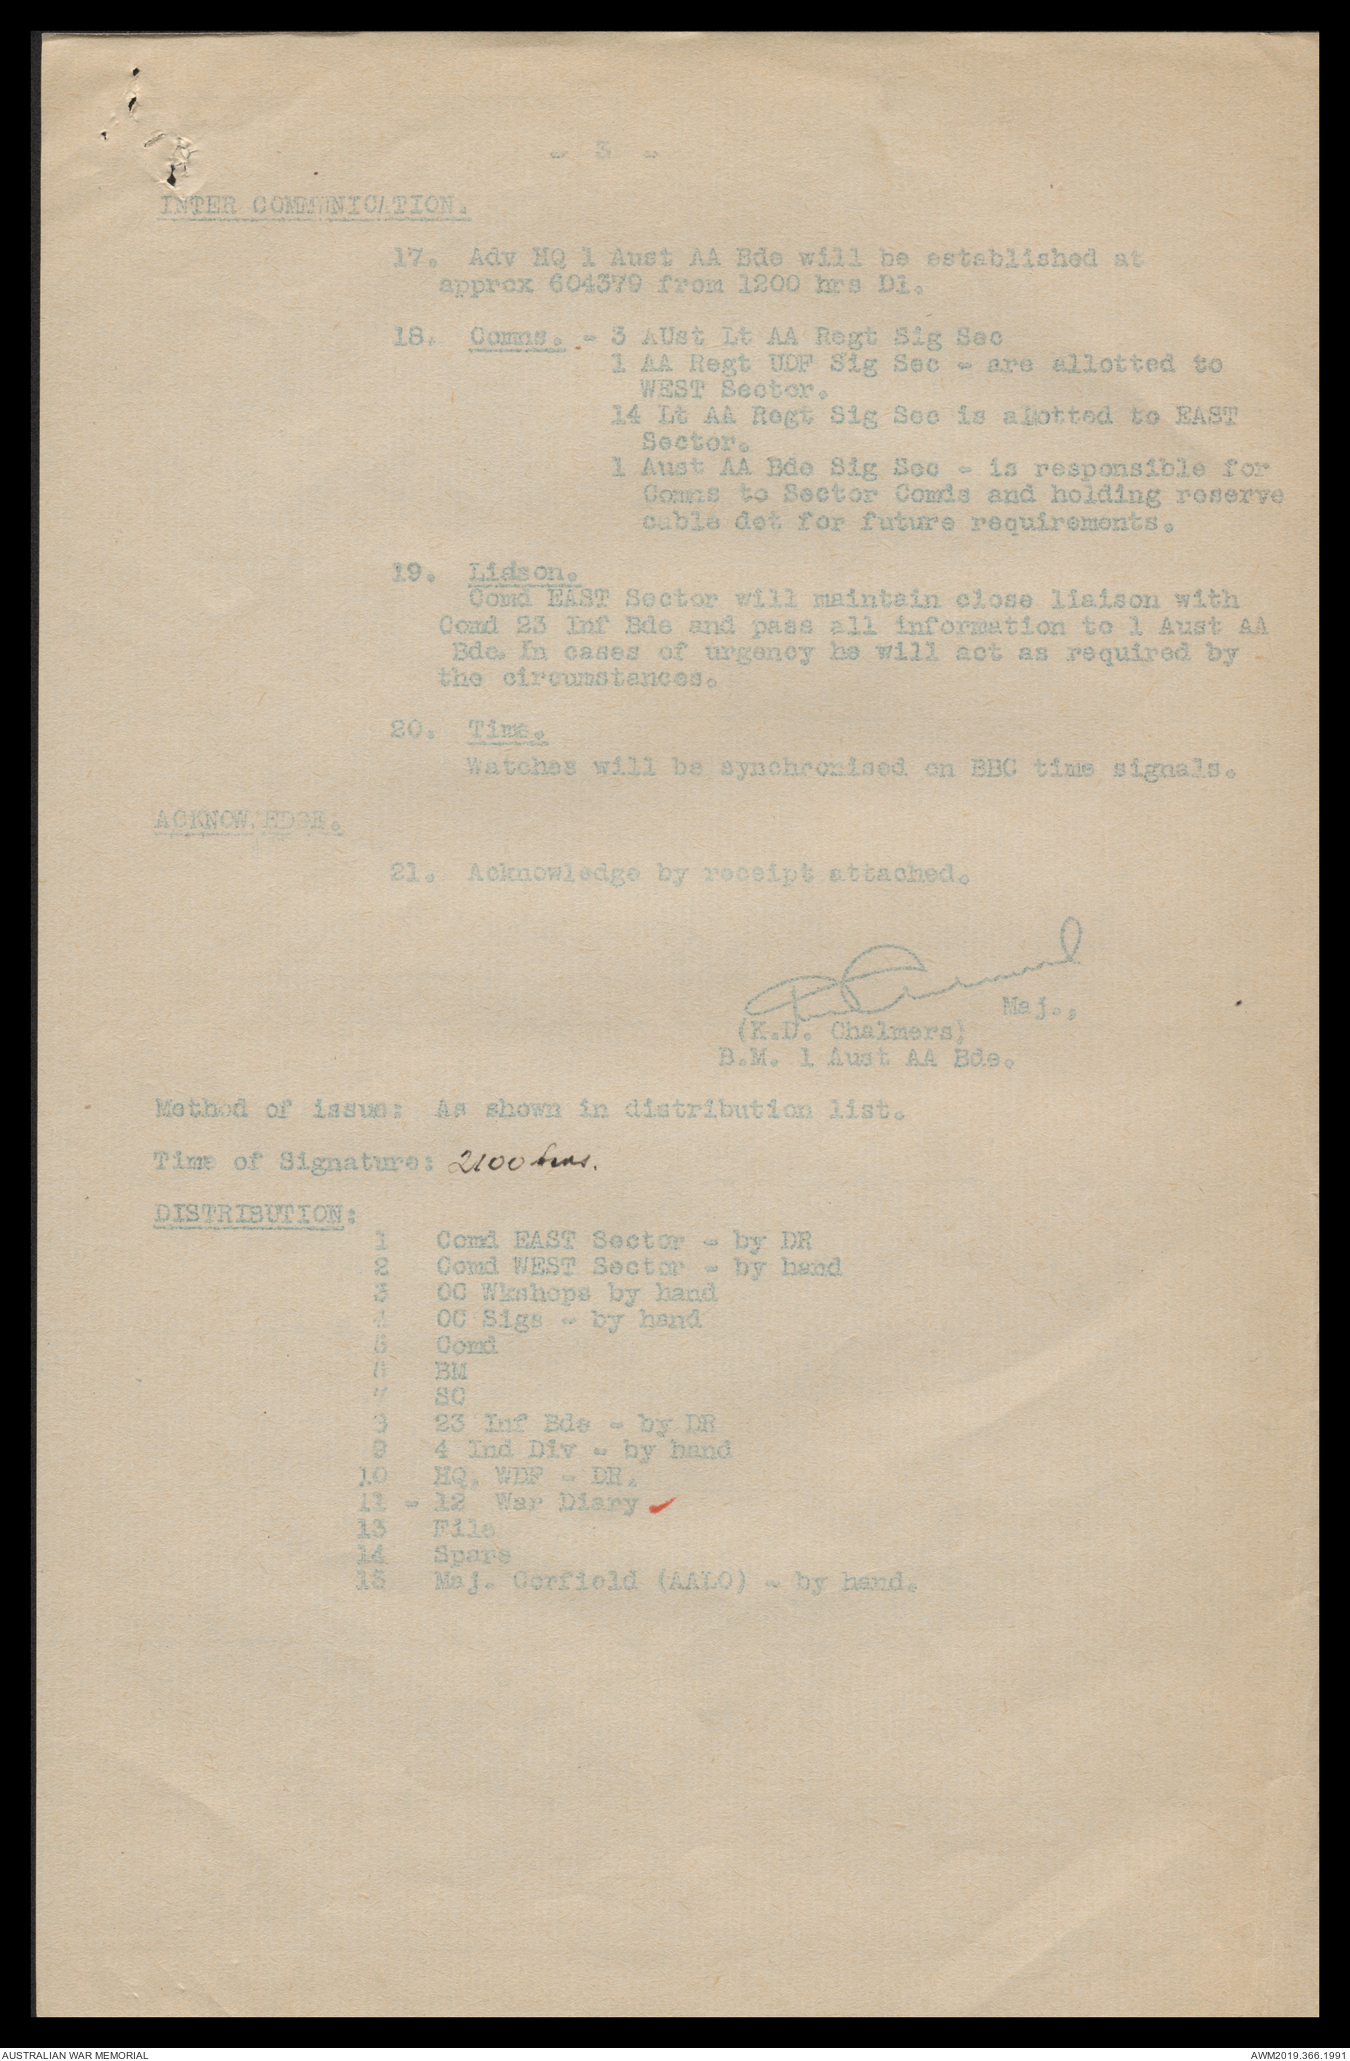 - 3 -
INTER COMMUNICATION.
17. Adv HQ 1 Aust AA Bde will be established at
approx 604379 from 1200 hrs D1.
18. Comms. - 3 AUst Lt AA Regt Sig Sec
1 AA Regt UDF Sig Sec - are allotted to
WEST Sector.
14 Lt AA Regt Sig Sec is allotted to EAST
Sector.
1 Aust AA Bde Sig Sec - is responsible for
Comms to Sector Comds and holding reserve
cable det for future requirements.
19. Liaison.
Comd EAST Sector will maintain close liaison with
Comd 23 Inf Bde and pass all information to 1 Aust AA
Bde. In cases of urgency he will act as required by
the circumstances.
20. Time.
Watches will be synchronised on BBC time signals.
ACKNOWLEDGE.
21. Acknowledge by receipt attached.
Maj.,
(K.D. Chalmers)
B.M. 1 Aust AA Bde.
Method of issue: As shown in distribution list.
Time of Signature: 2100 hrs.
DISTRIBUTION:
1 Comd EAST Sector - by DR
2 Comd WEST Sector - by hand
3 OC Wkshops by hand
4 OC Sigs - by hand
5 Comd
6 BM
7 SC
8 23 Inf Bde - by DR
9 4 Ind Div - by hand
10 HQ. WDF - DR.
11 - 12 War Diary
13 File
14 Spare
15 Maj. Corfield (AALO) - by hand.
AUSTRALIAN WAR MEMORIAL
AWM2019.366.1991